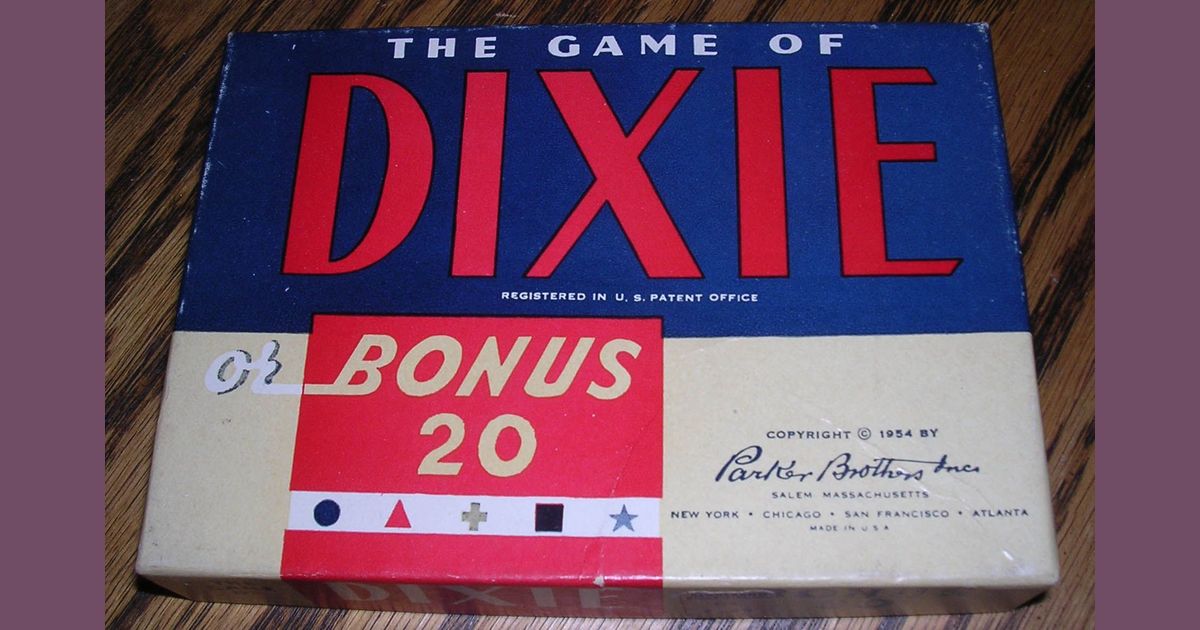 THE GAME OF
DIXIE
REGISTERED IN U. S. PATENT OFFICE
or BONUS
20
COPYRIGHT © 1954 BY
Parker Brothers Inc.
SALEM MASSACHUSETTS
NEW YORK • CHICAGO • SAN FRANCISCO • ATLANTA
MADE IN U S A
DIXIE